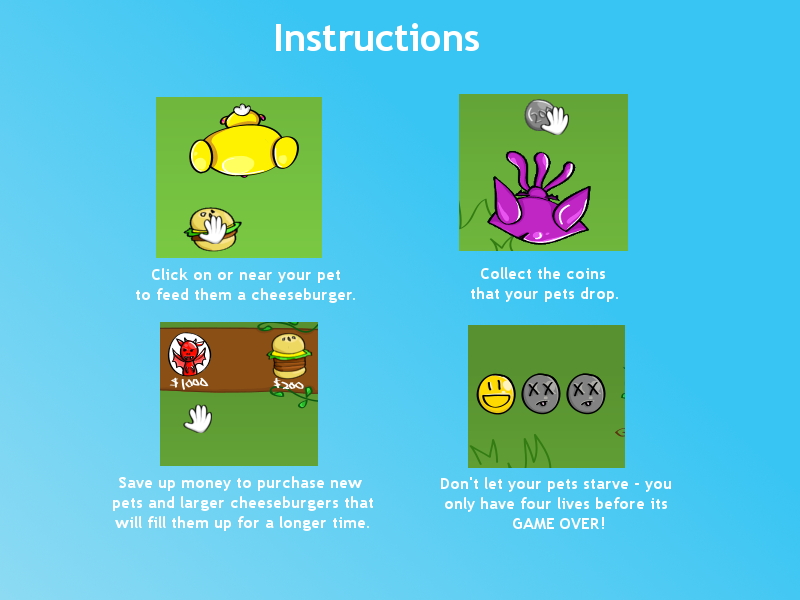 Instructions
Click on or near your pet
to feed them a cheeseburger.
Collect the coins
that your pets drop.
$1000
$200
Save up money to purchase new
pets and larger cheeseburgers that
will fill them up for a longer time.
Don't let your pets starve - you
only have four lives before its
GAME OVER!